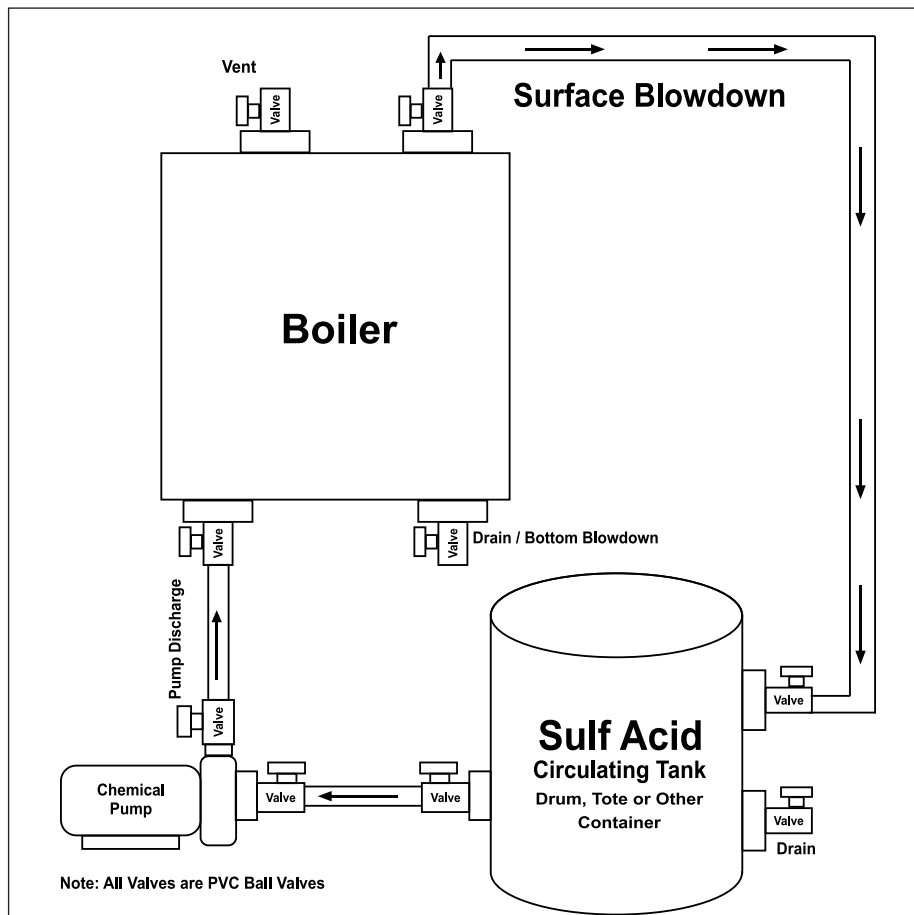 Vent
Valve
Valve
Surface Blowdown
Boiler
Valve
Valve
Drain / Bottom Blowdown
Pump Discharge
Valve
Chemical
Pump
Valve
Valve
Sulf Acid
Circulating Tank
Drum, Tote or Other
Container
Valve
Valve
Drain
Note: All Valves are PVC Ball Valves